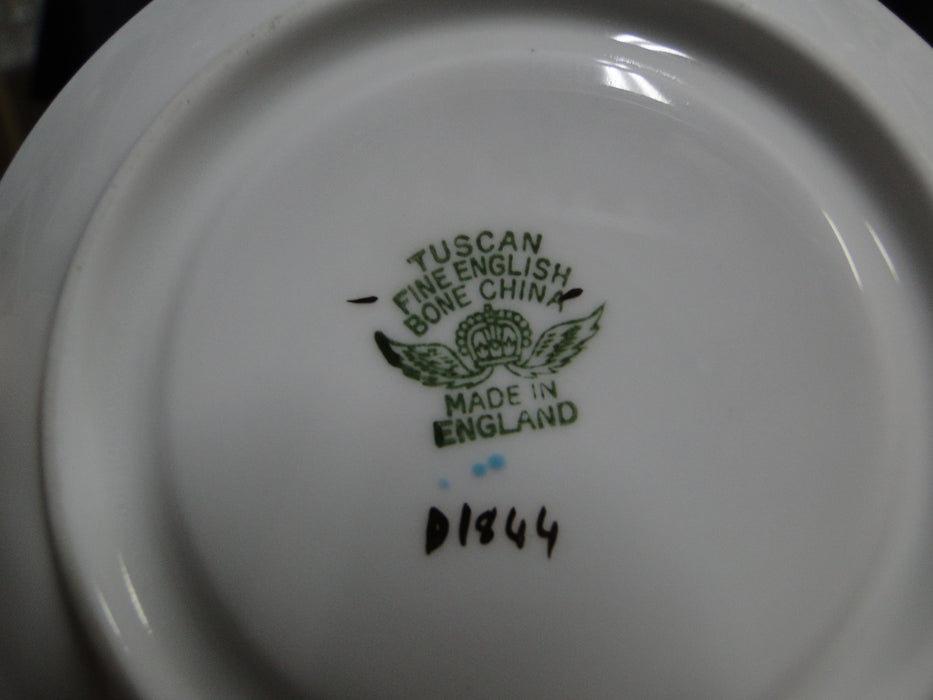 TUSCAN
FINE ENGLISH
BONE CHINA
MADE IN
ENGLAND
D1844